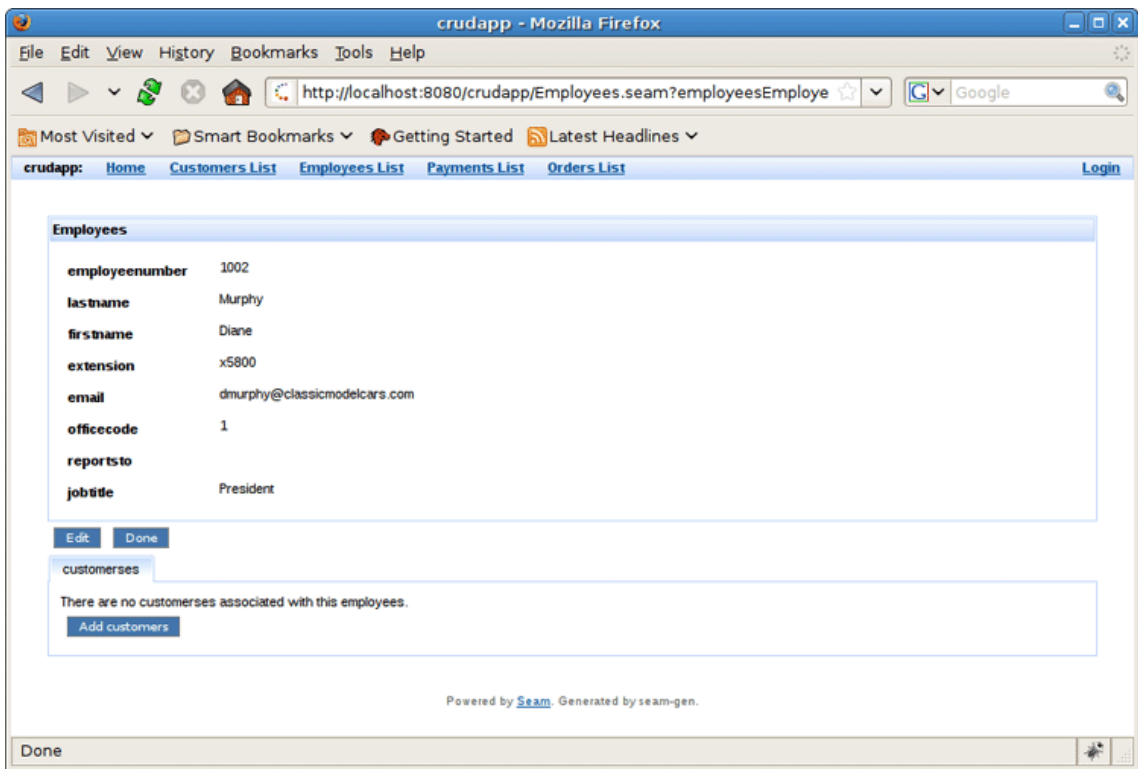 crudapp - Mozilla Firefox
File Edit View History Bookmarks Tools Help
http://localhost:8080/crudapp/Employees.seam?employeesEmploye G Google
Most Visited Smart Bookmarks Getting Started Latest Headlines
crudapp: Home Customers List Employees List Payments List Orders List Login
Employees
employeenumber 1002
lastname Murphy
firstname Diane
extension x5800
email dmurphy@classicmodelcars.com
officecode 1
reportsto
jobtitle President
Edit Done
customerses
There are no customerses associated with this employees.
Add customers
Powered by Seam. Generated by seam-gen.
Done